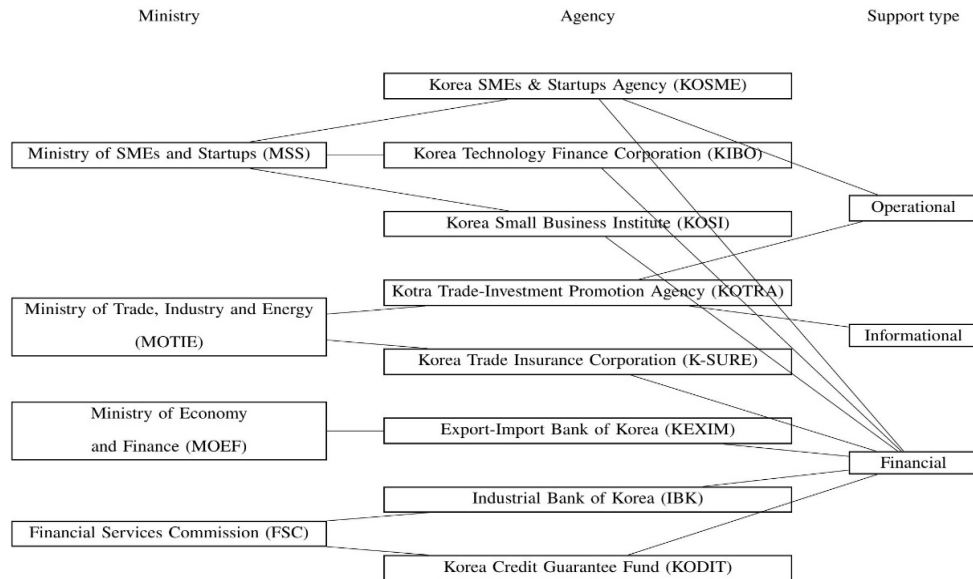 Ministry
Agency
Support type
Korea SMEs & Startups Agency (KOSME)
Ministry of SMEs and Startups (MSS)
Korea Technology Finance Corporation (KIBO)
Operational
Korea Small Business Institute (KOSI)
Kotra Trade-Investment Promotion Agency (KOTRA)
Ministry of Trade, Industry and Energy
(MOTIE)
Informational
Korea Trade Insurance Corporation (K-SURE)
Ministry of Economy
and Finance (MOEF)
Export-Import Bank of Korea (KEXIM)
Financial
Industrial Bank of Korea (IBK)
Financial Services Commission (FSC)
Korea Credit Guarantee Fund (KODIT)